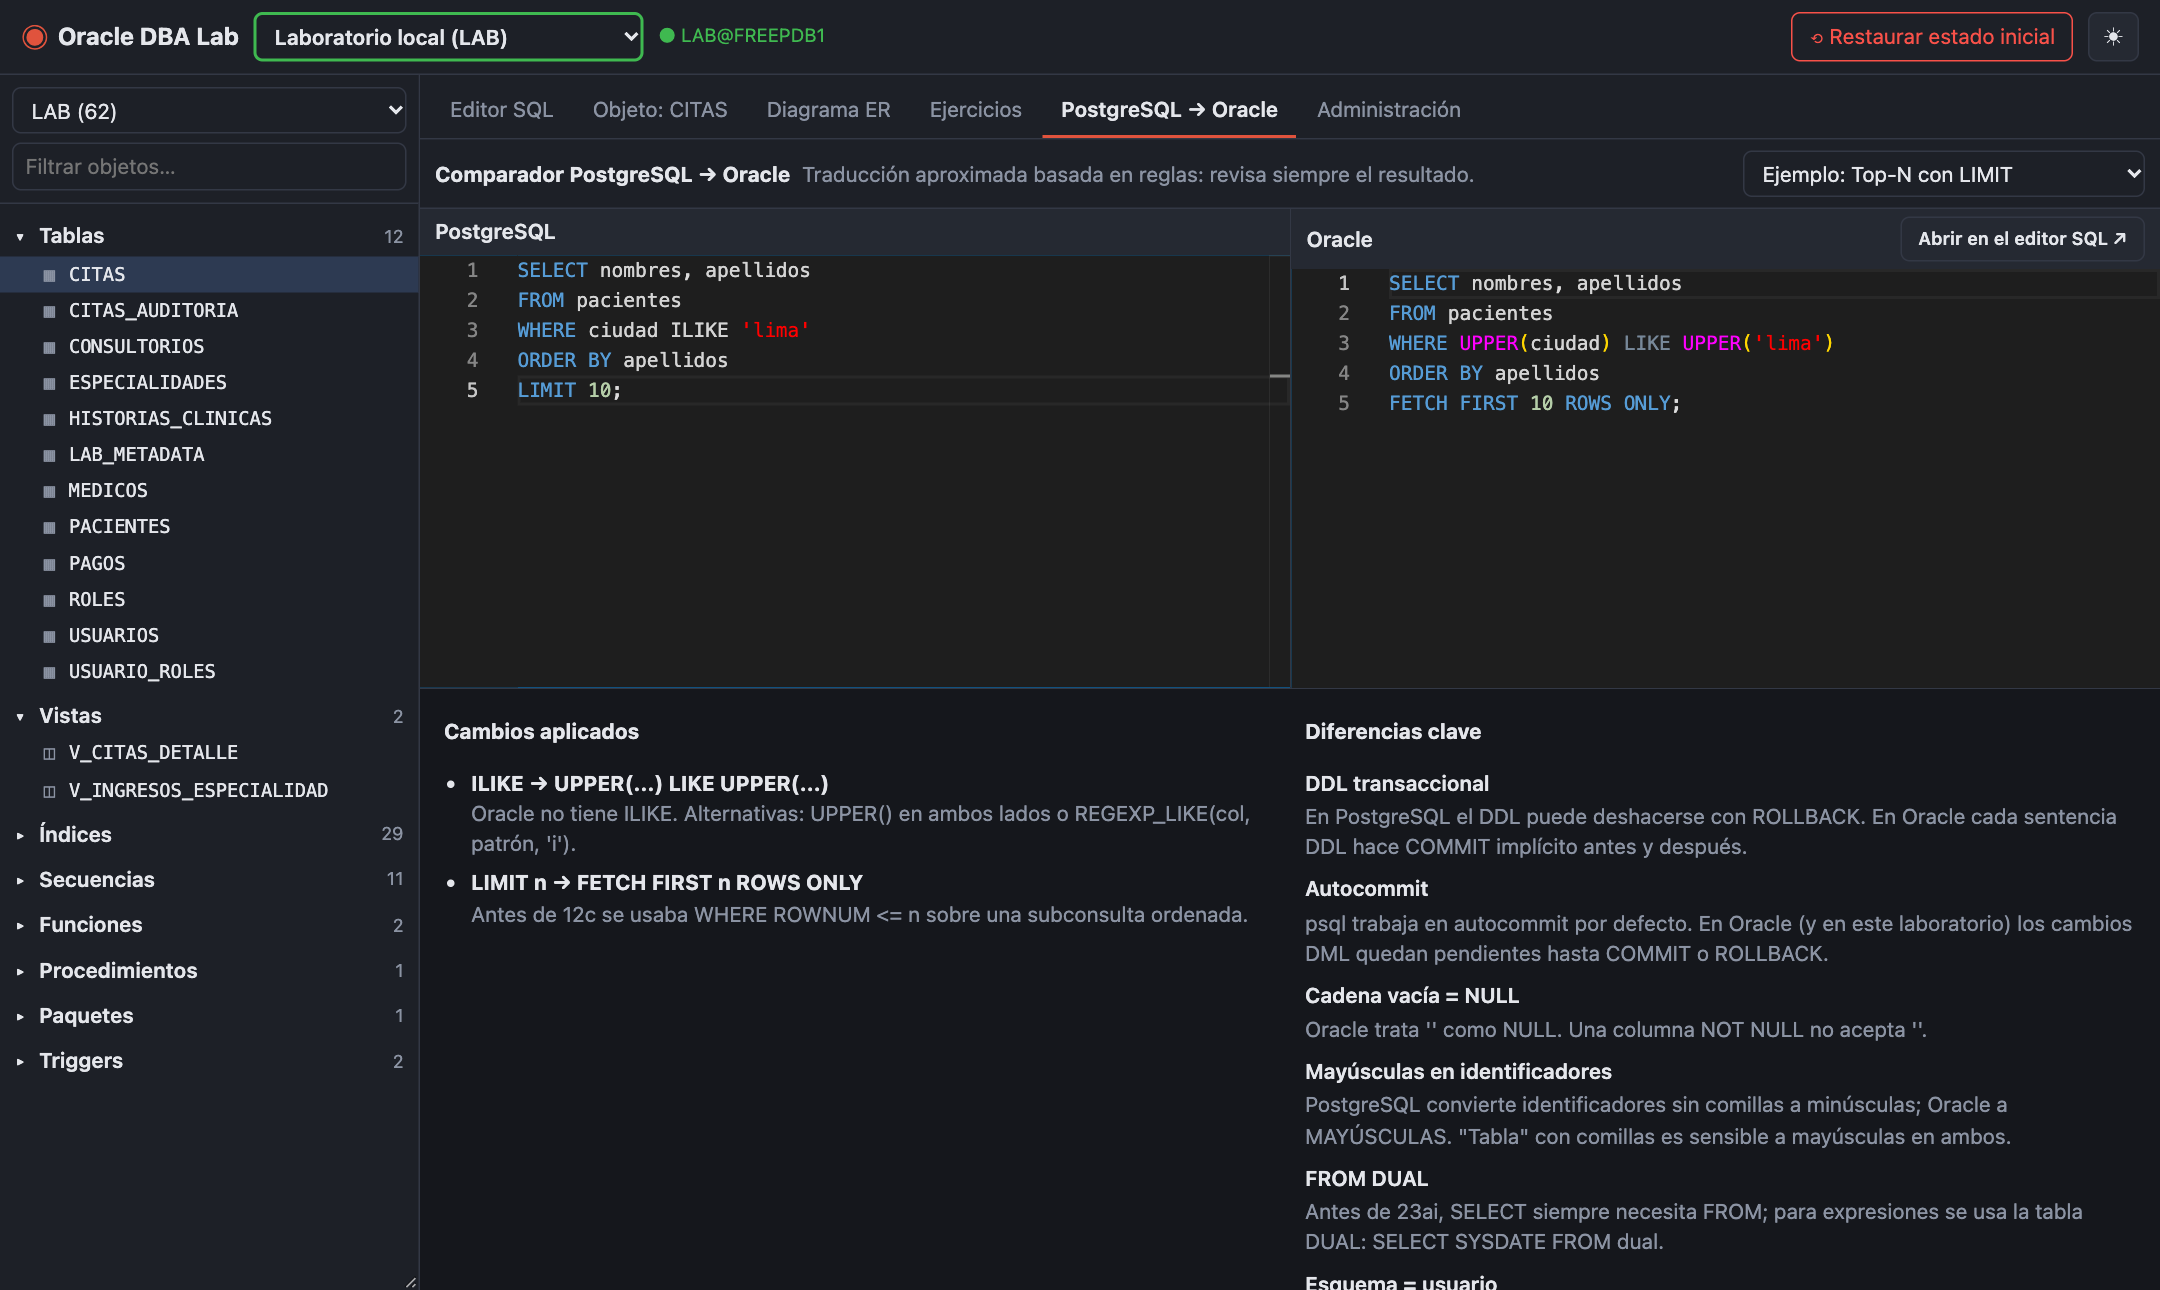 Oracle DBA Lab
Laboratorio local (LAB)
LAB@FREEPDB1
Restaurar estado inicial
LAB (62)
Filtrar objetos...
Tablas 12
CITAS
CITAS_AUDITORIA
CONSULTORIOS
ESPECIALIDADES
HISTORIAS_CLINICAS
LAB_METADATA
MEDICOS
PACIENTES
PAGOS
ROLES
USUARIOS
USUARIO_ROLES
Vistas 2
V_CITAS_DETALLE
V_INGRESOS_ESPECIALIDAD
Índices 29
Secuencias 11
Funciones 2
Procedimientos 1
Paquetes 1
Triggers 2
Editor SQL
Objeto: CITAS
Diagrama ER
Ejercicios
PostgreSQL → Oracle
Administración
Comparador PostgreSQL → Oracle Traducción aproximada basada en reglas: revisa siempre el resultado.
Ejemplo: Top-N con LIMIT
PostgreSQL
1 SELECT nombres, apellidos
2 FROM pacientes
3 WHERE ciudad ILIKE 'lima'
4 ORDER BY apellidos
5 LIMIT 10;
Oracle
Abrir en el editor SQL ↗
1 SELECT nombres, apellidos
2 FROM pacientes
3 WHERE UPPER(ciudad) LIKE UPPER('lima')
4 ORDER BY apellidos
5 FETCH FIRST 10 ROWS ONLY;
Cambios aplicados
• ILIKE → UPPER(...) LIKE UPPER(...)
Oracle no tiene ILIKE. Alternativas: UPPER() en ambos lados o REGEXP_LIKE(col,
patrón, 'i').
• LIMIT n → FETCH FIRST n ROWS ONLY
Antes de 12c se usaba WHERE ROWNUM <= n sobre una subconsulta ordenada.
Diferencias clave
DDL transaccional
En PostgreSQL el DDL puede deshacerse con ROLLBACK. En Oracle cada sentencia
DDL hace COMMIT implícito antes y después.
Autocommit
psql trabaja en autocommit por defecto. En Oracle (y en este laboratorio) los cambios
DML quedan pendientes hasta COMMIT o ROLLBACK.
Cadena vacía = NULL
Oracle trata '' como NULL. Una columna NOT NULL no acepta ''.
Mayúsculas en identificadores
PostgreSQL convierte identificadores sin comillas a minúsculas; Oracle a
MAYÚSCULAS. "Tabla" con comillas es sensible a mayúsculas en ambos.
FROM DUAL
Antes de 23ai, SELECT siempre necesita FROM; para expresiones se usa la tabla
DUAL: SELECT SYSDATE FROM dual.
Esquema = usuario